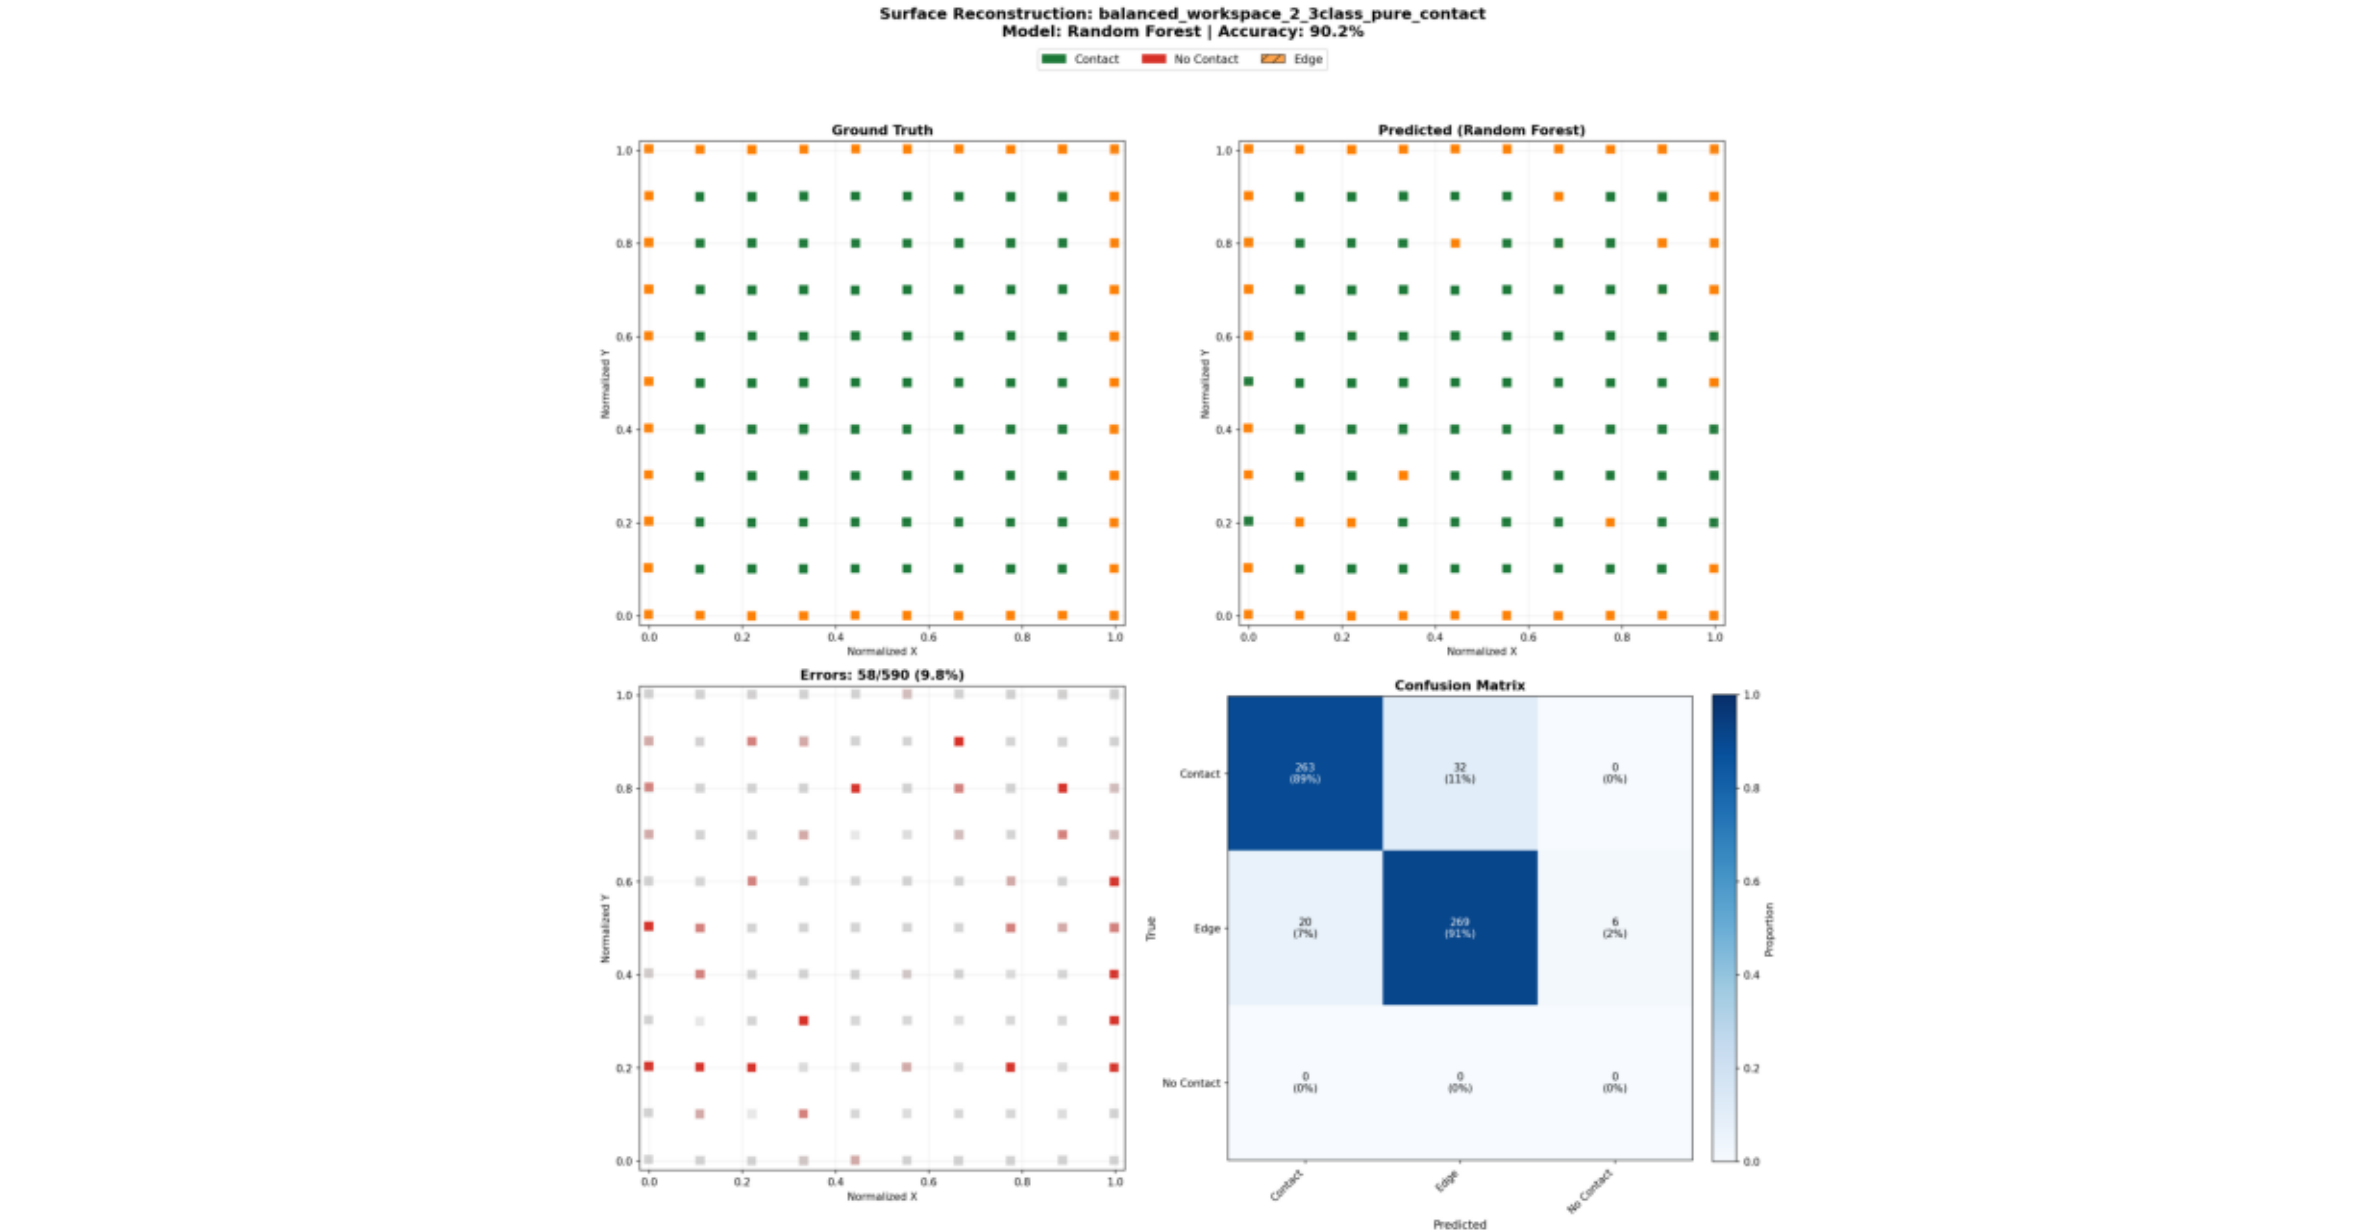 Surface Reconstruction: balanced_workspace_2_3class_pure_contact
Model: Random Forest | Accuracy: 90.2%
Contact No Contact Edge
Ground Truth
1.0
0.8
0.6
0.4
0.2
0.0
Normalized Y
0.0 0.2 0.4 0.6 0.8 1.0
Normalized X
Predicted (Random Forest)
1.0
0.8
0.6
0.4
0.2
0.0
Normalized Y
0.0 0.2 0.4 0.6 0.8 1.0
Normalized X
Errors: 58/590 (9.8%)
1.0
0.8
0.6
0.4
0.2
0.0
Normalized Y
0.0 0.2 0.4 0.6 0.8 1.0
Normalized X
Confusion Matrix
True
Contact
263 32 0
(89%) (11%) (0%)
Edge
20 269 6
(7%) (91%) (2%)
No Contact
0 0 0
(0%) (0%) (0%)
Contact Edge No Contact
Predicted
1.0
0.8
0.6
0.4
0.2
0.0
Proportion